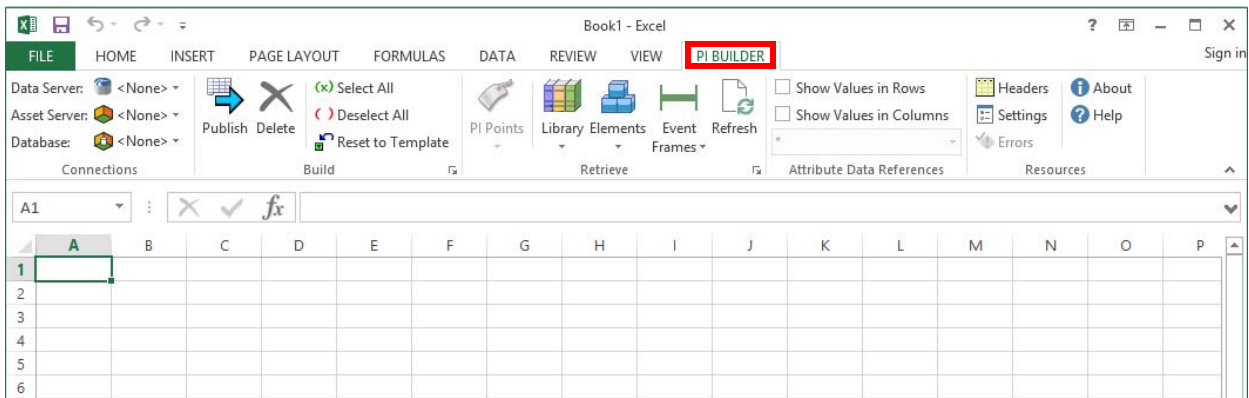 Book1 - Excel ?
FILE HOME INSERT PAGE LAYOUT FORMULAS DATA REVIEW VIEW PI BUILDER Sign in
Data Server: <None> (x) Select All Show Values in Rows Headers About
Asset Server: <None> ( ) Deselect All Show Values in Columns Settings Help
Publish Delete PI Points Library Elements Event Frames Refresh
Database: <None> Reset to Template * Errors
Connections Build Retrieve Attribute Data References Resources
A1 fx
A B C D E F G H I J K L M N O P
1
2
3
4
5
6